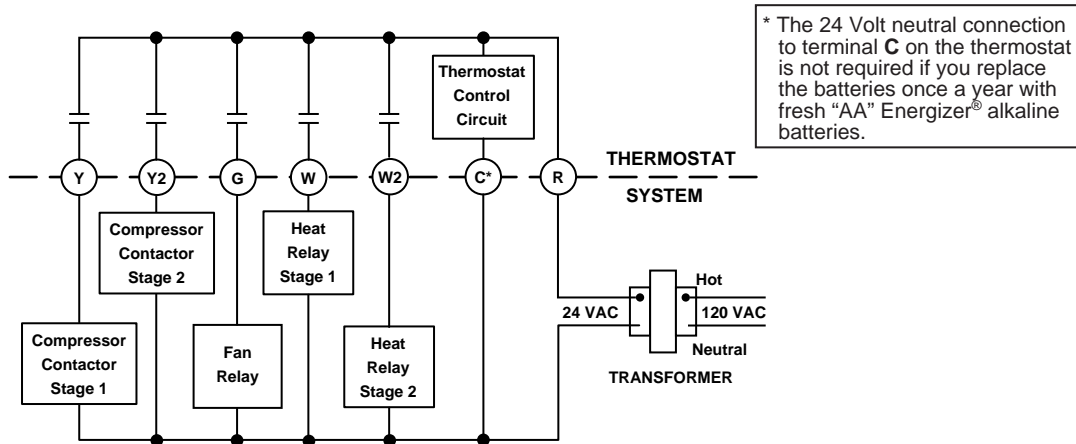 * The 24 Volt neutral connection
to terminal C on the thermostat
is not required if you replace
the batteries once a year with
fresh “AA” Energizer® alkaline
batteries.
Thermostat
Control
Circuit
THERMOSTAT
Y Y2 G W W2 C* R
SYSTEM
Compressor
Contactor
Stage 2
Heat
Relay
Stage 1
Hot
24 VAC 120 VAC
Neutral
TRANSFORMER
Compressor
Contactor
Stage 1
Fan
Relay
Heat
Relay
Stage 2